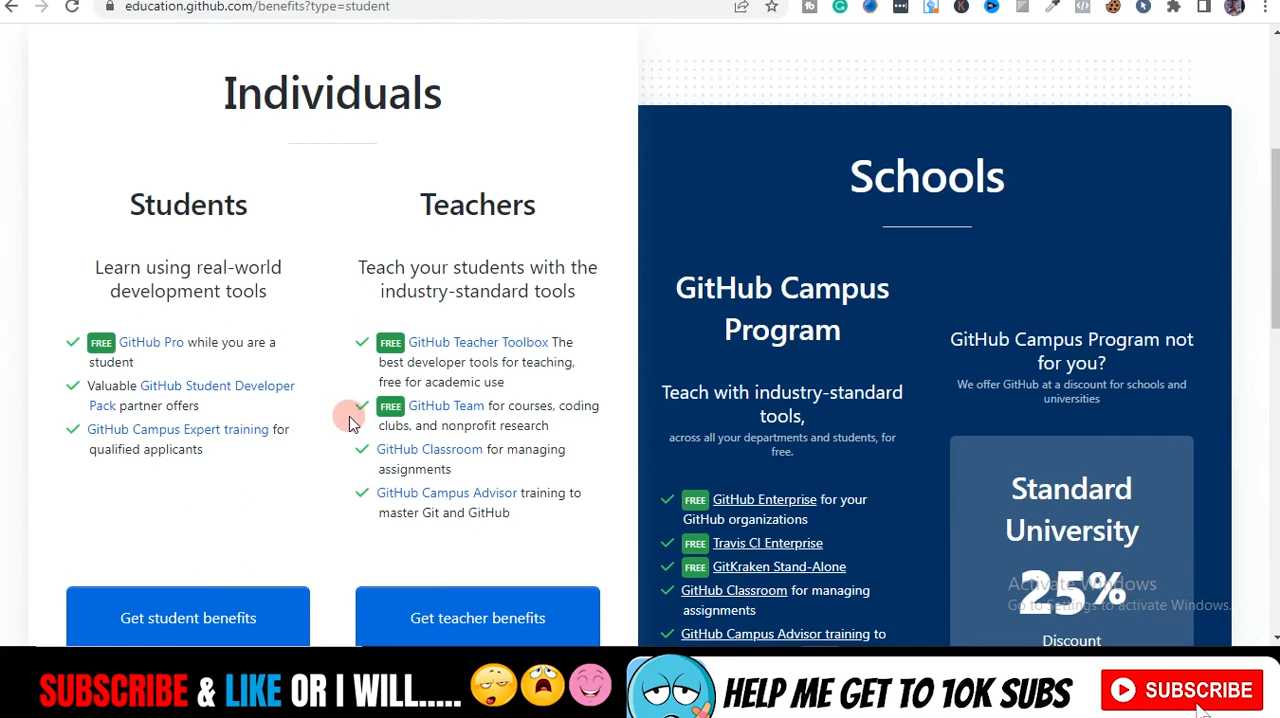 education.github.com/benefits?type=student
Individuals
Students
Learn using real-world
development tools
FREE GitHub Pro while you are a
student
Valuable GitHub Student Developer
Pack partner offers
GitHub Campus Expert training for
qualified applicants
Get student benefits
Teachers
Teach your students with the
industry-standard tools
FREE GitHub Teacher Toolbox The
best developer tools for teaching,
free for academic use
FREE GitHub Team for courses, coding
clubs, and nonprofit research
GitHub Classroom for managing
assignments
GitHub Campus Advisor training to
master Git and GitHub
Get teacher benefits
Schools
GitHub Campus
Program
Teach with industry-standard
tools,
across all your departments and students, for
free.
FREE GitHub Enterprise for your
GitHub organizations
FREE Travis CI Enterprise
FREE GitKraken Stand-Alone
GitHub Classroom for managing
assignments
GitHub Campus Advisor training to
GitHub Campus Program not
for you?
We offer GitHub at a discount for schools and
universities
Standard
University
25%
Discount
Activate Windows
Go to Settings to activate Windows.
SUBSCRIBE & LIKE OR I WILL.....
HELP ME GET TO 10K SUBS
SUBSCRIBE